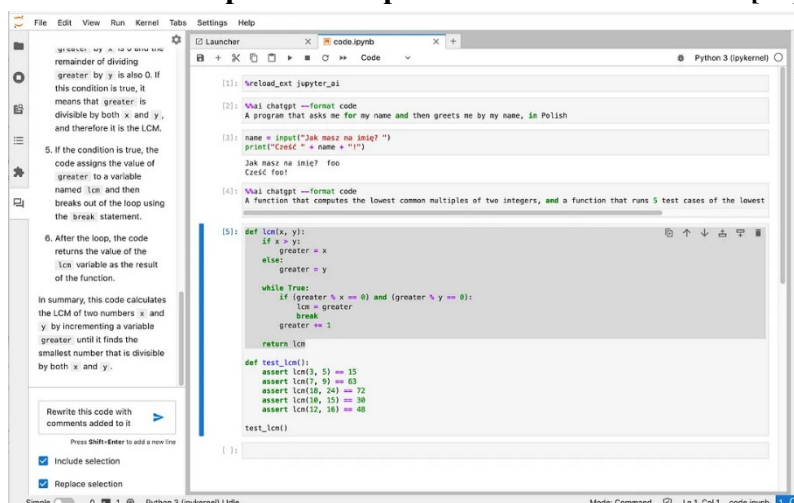 File Edit View Run Kernel Tabs Settings Help
greater by x is 0 and the
remainder of dividing
greater by y is also 0. If
this condition is true, it
means that greater is
divisible by both x and y,
and therefore it is the LCM.
5. If the condition is true, the
code assigns the value of
greater to a variable
named lcm and then
breaks out of the loop using
the break statement.
6. After the loop, the code
returns the value of the
lcm variable as the result
of the function.
In summary, this code calculates
the LCM of two numbers x and
y by incrementing a variable
greater until it finds the
smallest number that is divisible
by both x and y.
Rewrite this code with
comments added to it
Press Shift+Enter to add a new line
Include selection
Replace selection
Launcher
code.ipynb
Code
Python 3 (ipykernel)
[1]: %reload_ext jupyter_ai
[2]: %%ai chatgpt --format code
A program that asks me for my name and then greets me by my name, in Polish
[3]: name = input("Jak masz na imię? ")
print("Cześć " + name + "!")
Jak masz na imię? foo
Cześć foo!
[4]: %%ai chatgpt --format code
A function that computes the lowest common multiples of two integers, and a function that runs 5 test cases of the lowest
[5]: def lcm(x, y):
if x > y:
greater = x
else:
greater = y
while True:
if (greater % x == 0) and (greater % y == 0):
lcm = greater
break
greater += 1
return lcm
def test_lcm():
assert lcm(3, 5) == 15
assert lcm(7, 9) == 63
assert lcm(18, 24) == 72
assert lcm(10, 15) == 30
assert lcm(12, 16) == 48
test_lcm()
[ ]:
Simple 0 1 Python 3 (ipykernel) | Idle
Mode: Command Ln 1, Col 1 code.ipynb 1